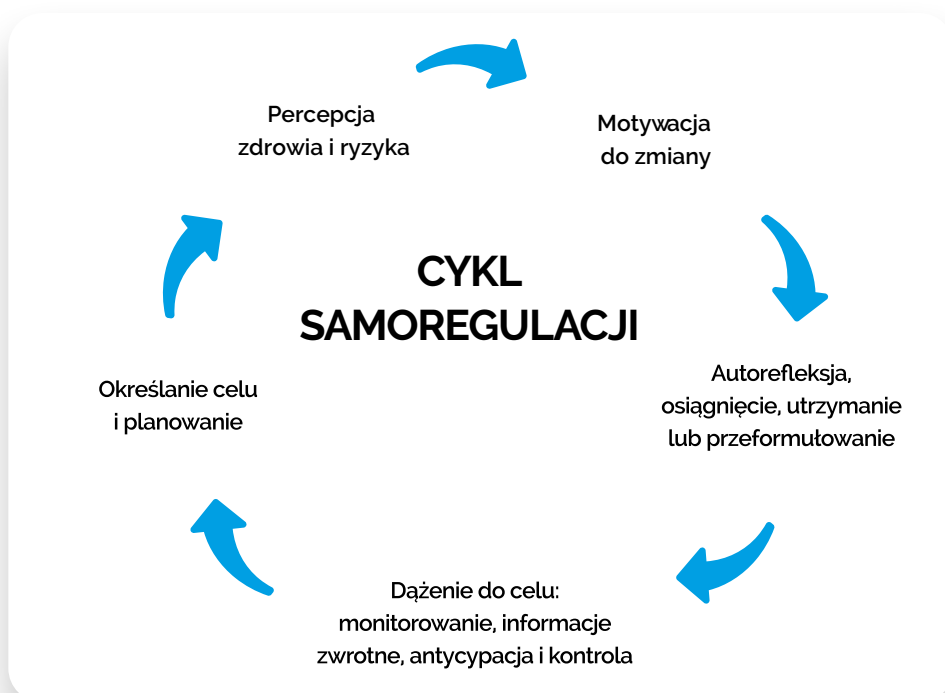 Percepcja
zdrowia i ryzyka
Motywacja
do zmiany
CYKL
SAMOREGULACJI
Autorefleksja,
osiągnięcie, utrzymanie
lub przeformułowanie
Określanie celu
i planowanie
Dążenie do celu:
monitorowanie, informacje
zwrotne, antycypacja i kontrola